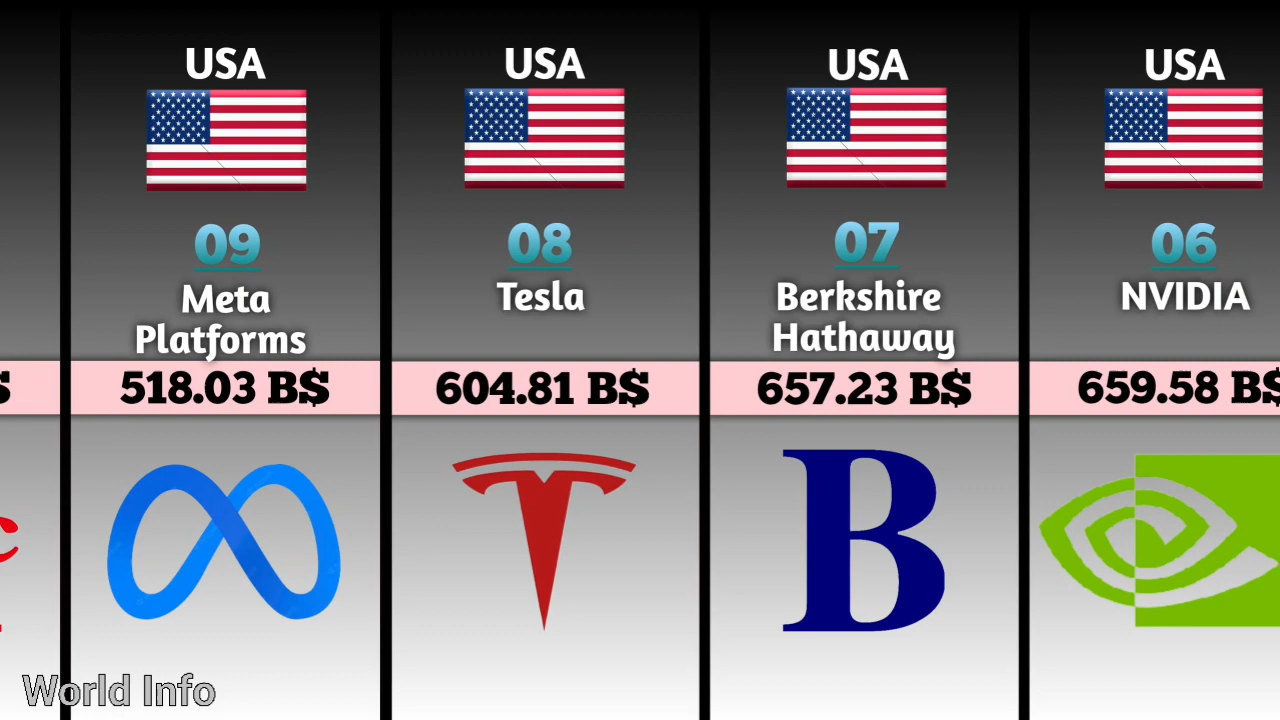 USA
09
Meta
Platforms
518.03 B$
USA
08
Tesla
604.81 B$
USA
07
Berkshire
Hathaway
657.23 B$
USA
06
NVIDIA
659.58 B$
B
World Info